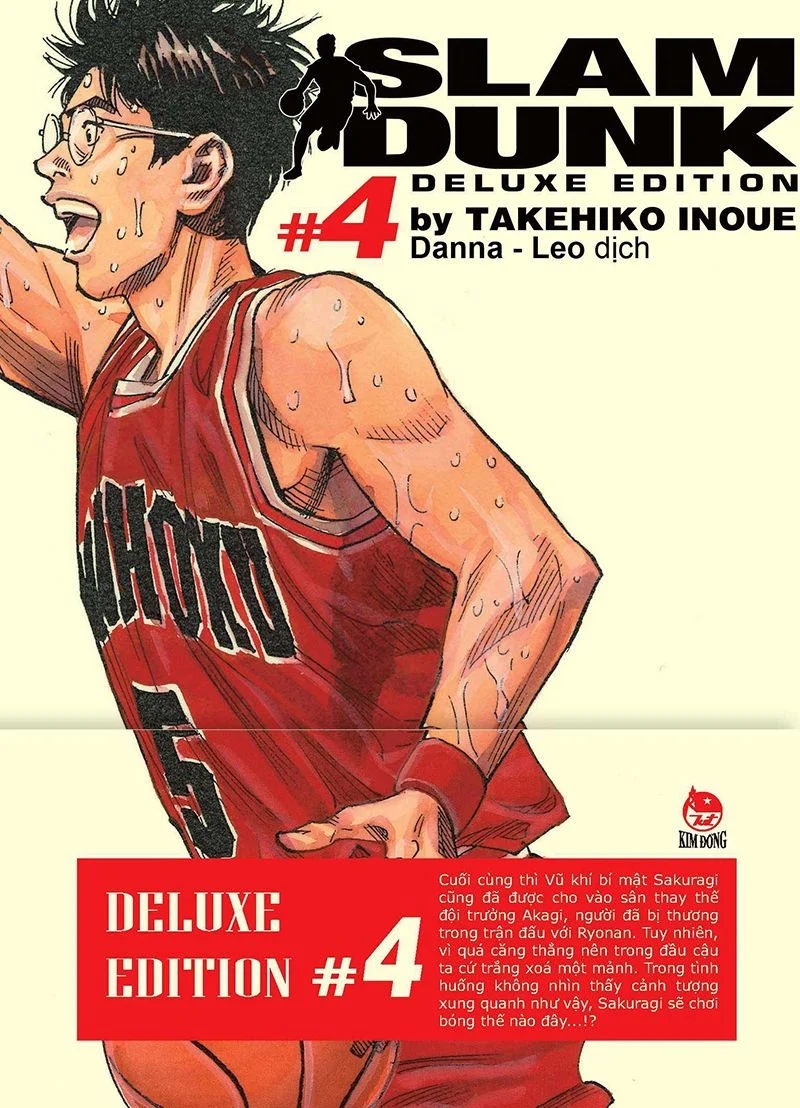 SLAM
DUNK
DELUXE EDITION
#4 by TAKEHIKO INOUE
Danna - Leo dịch
HOKU
5
KIM ĐỒNG
DELUXE
EDITION #4
Cuối cùng thì Vũ khí bí mật Sakuragi
cũng đã được cho vào sân thay thế
đội trưởng Akagi, người đã bị thương
trong trận đấu với Ryonan. Tuy nhiên,
vì quá căng thẳng nên trong đầu cậu
ta cứ trắng xoá một mảnh. Trong tình
huống không nhìn thấy cảnh tượng
xung quanh như vậy, Sakuragi sẽ chơi
bóng thế nào đây...!?